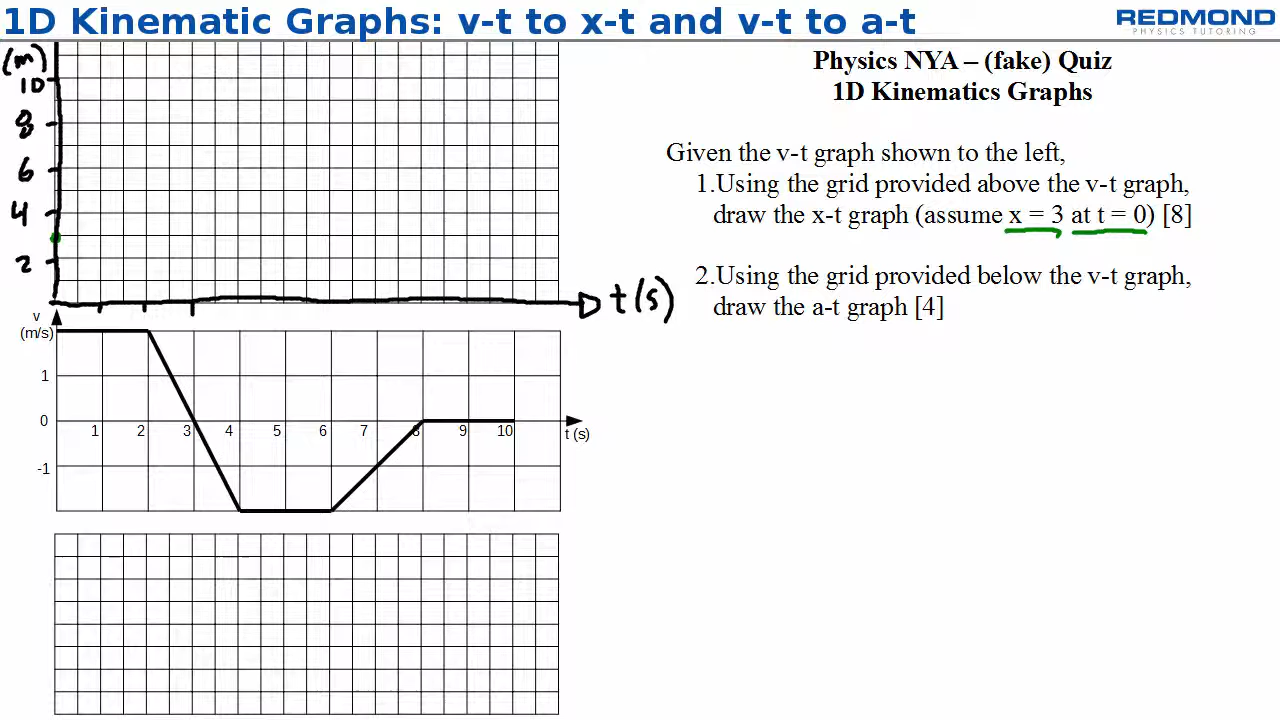 1D Kinematic Graphs: v-t to x-t and v-t to a-t
REDMOND
PHYSICS TUTORING
(m)
10
8
6
4
2
t(s)
Physics NYA – (fake) Quiz
1D Kinematics Graphs
Given the v-t graph shown to the left,
1.Using the grid provided above the v-t graph,
draw the x-t graph (assume x = 3 at t = 0) [8]
2.Using the grid provided below the v-t graph,
draw the a-t graph [4]
v
(m/s)
1
0
-1
1 2 3 4 5 6 7 8 9 10
t (s)